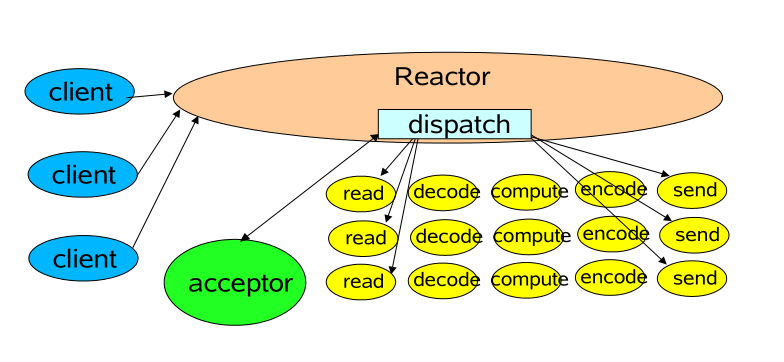 Reactor
client
dispatch
client
read decode compute encode send
read decode compute encode send
client
acceptor
read decode compute encode send